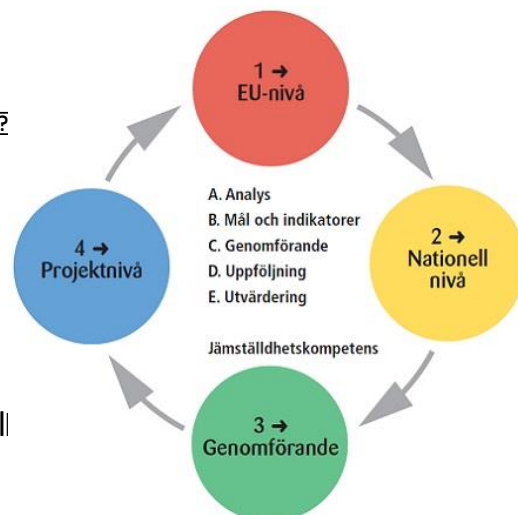 1 ➔
EU-nivå
?
A. Analys
B. Mål och indikatorer
C. Genomförande
D. Uppföljning
E. Utvärdering
2 ➔
Nationell
nivå
4 ➔
Projektnivå
Jämställdhetskompetens
3 ➔
Genomförande